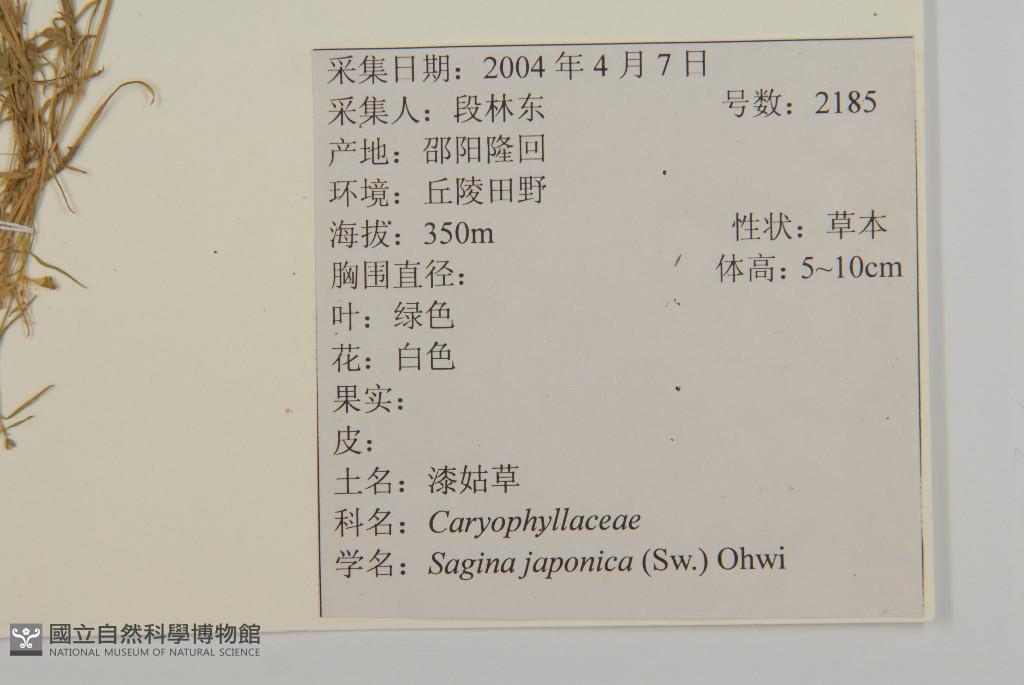 采集日期：2004 年 4 月 7 日
采集人：段林东 号数：2185
产地：邵阳隆回
环境：丘陵田野
海拔：350m 性状：草本
胸围直径： 体高：5~10cm
叶：绿色
花：白色
果实：
皮：
土名：漆姑草
科名：Caryophyllaceae
学名：Sagina japonica (Sw.) Ohwi
國立自然科學博物館
NATIONAL MUSEUM OF NATURAL SCIENCE